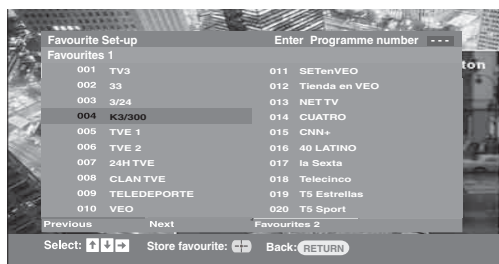 Favourite Set-up Enter Programme number ---
Favourites 1
ton
001 TV3
002 33
003 3/24
004 K3/300
005 TVE 1
006 TVE 2
007 24H TVE
008 CLAN TVE
009 TELEDEPORTE
010 VEO
011 SETenVEO
012 Tienda en VEO
013 NET TV
014 CUATRO
015 CNN+
016 40 LATINO
017 la Sexta
018 Telecinco
019 T5 Estrellas
020 T5 Sport
Previous Next Favourites 2
Select: ↑ ↓ → Store favourite: Back: RETURN